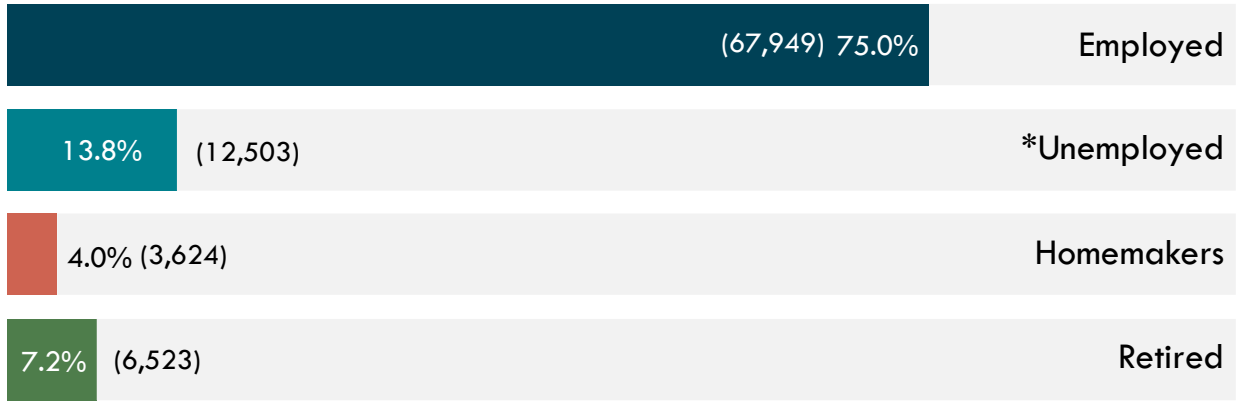 (67,949) 75.0% Employed
13.8% (12,503) *Unemployed
4.0% (3,624) Homemakers
7.2% (6,523) Retired